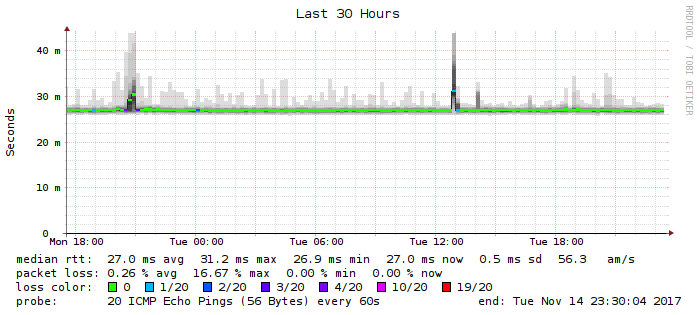 Last 30 Hours
RRDTOOL / TOBI OETIKER
Seconds
40 m
30 m
20 m
10 m
0
Mon 18:00 Tue 00:00 Tue 06:00 Tue 12:00 Tue 18:00
median rtt: 27.0 ms avg 31.2 ms max 26.9 ms min 27.0 ms now 0.5 ms sd 56.3 am/s
packet loss: 0.26 % avg 16.67 % max 0.00 % min 0.00 % now
loss color: 0 1/20 2/20 3/20 4/20 10/20 19/20
probe: 20 ICMP Echo Pings (56 Bytes) every 60s end: Tue Nov 14 23:30:04 2017